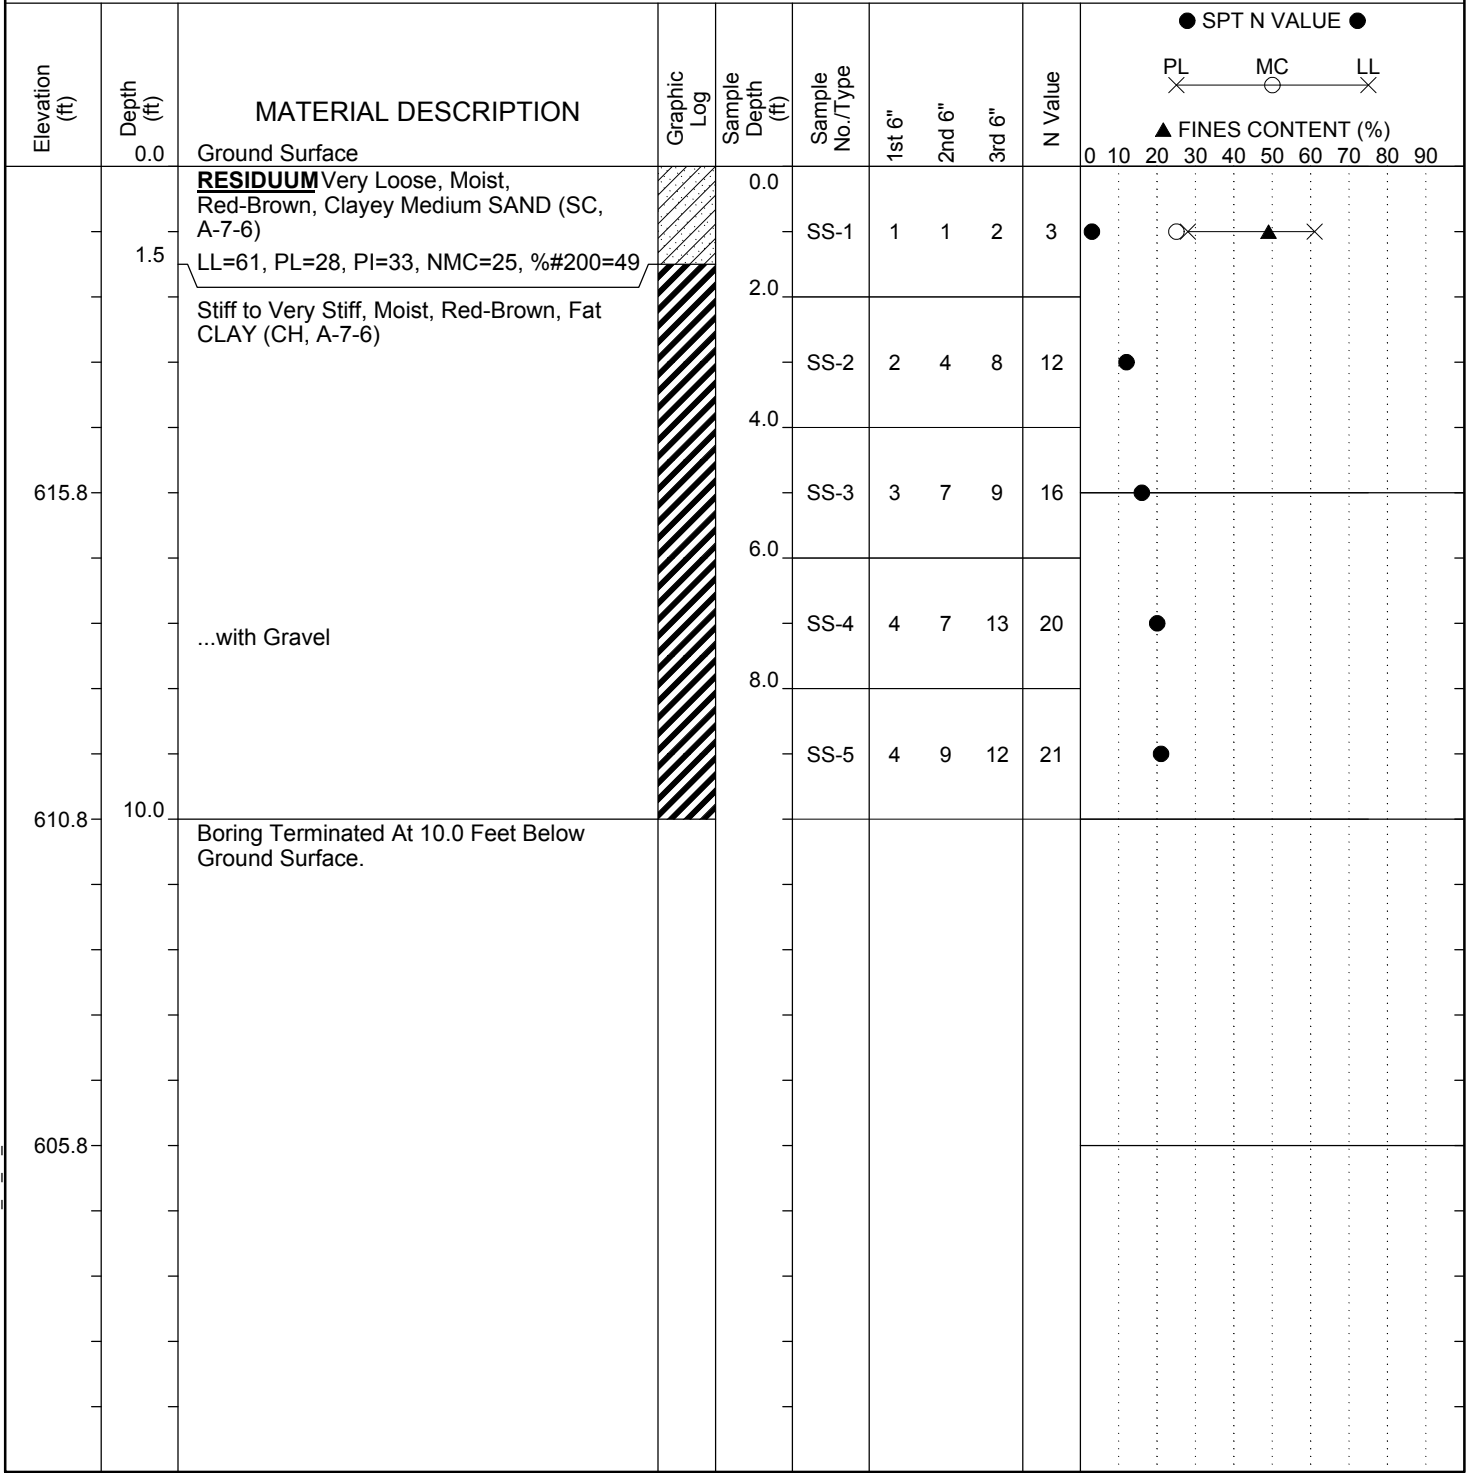 ● SPT N VALUE ●
PL MC LL
▲ FINES CONTENT (%)
0 10 20 30 40 50 60 70 80 90
Elevation (ft)
Depth (ft)
MATERIAL DESCRIPTION
Graphic Log
Sample Depth (ft)
Sample No./Type
1st 6"
2nd 6"
3rd 6"
N Value
0.0 Ground Surface
RESIDUUM Very Loose, Moist,
Red-Brown, Clayey Medium SAND (SC,
A-7-6)
LL=61, PL=28, PI=33, NMC=25, %#200=49
1.5
0.0
SS-1 1 1 2 3
2.0
Stiff to Very Stiff, Moist, Red-Brown, Fat
CLAY (CH, A-7-6)
SS-2 2 4 8 12
4.0
615.8
SS-3 3 7 9 16
6.0
...with Gravel
SS-4 4 7 13 20
8.0
SS-5 4 9 12 21
610.8
10.0
Boring Terminated At 10.0 Feet Below
Ground Surface.
605.8